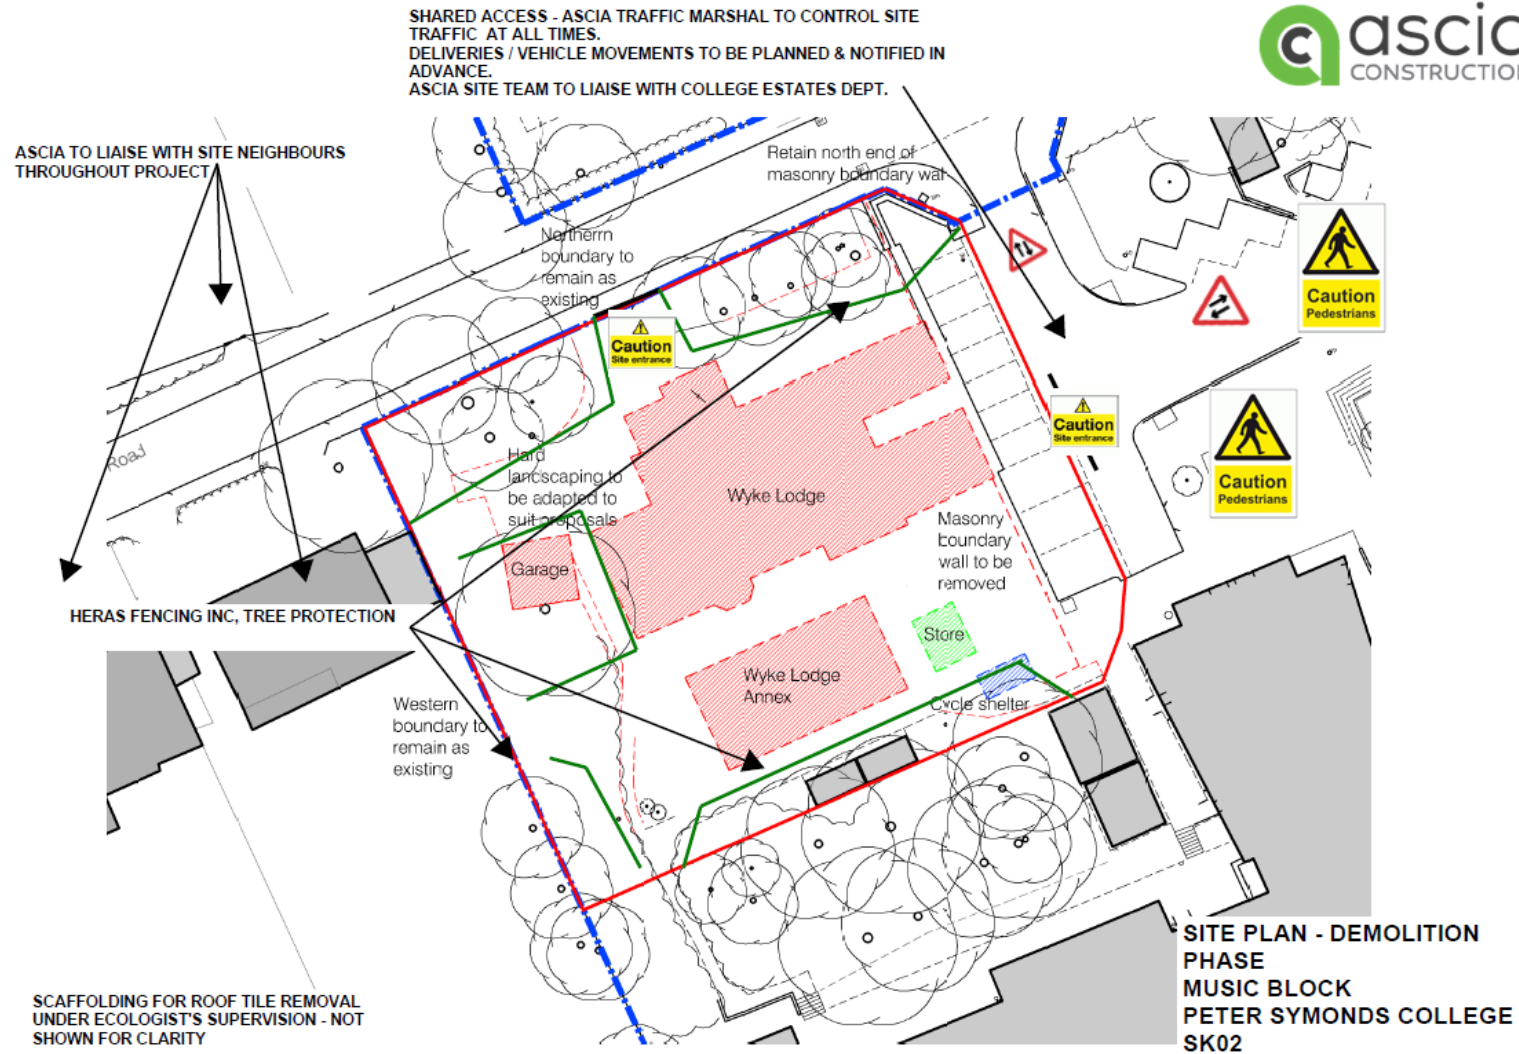 SHARED ACCESS - ASCIA TRAFFIC MARSHAL TO CONTROL SITE
TRAFFIC AT ALL TIMES.
DELIVERIES / VEHICLE MOVEMENTS TO BE PLANNED & NOTIFIED IN
ADVANCE.
ASCIA SITE TEAM TO LIAISE WITH COLLEGE ESTATES DEPT.
ascia
CONSTRUCTION
ASCIA TO LIAISE WITH SITE NEIGHBOURS
THROUGHOUT PROJECT
Retain north end of
masonry boundary wal
Northerrn
boundary to
remain as
existing
Caution
Pedestrians
Caution
Site entrance
Caution
Site entrance
Road
Hard
landscaping to
be adapted to
suit proposals
Wyke Lodge
Caution
Pedestrians
Masonry
boundary
wall to be
removed
Garage
HERAS FENCING INC, TREE PROTECTION
Store
Wyke Lodge
Annex
Cycle shelter
Western
boundary to
remain as
existing
SCAFFOLDING FOR ROOF TILE REMOVAL
UNDER ECOLOGIST'S SUPERVISION - NOT
SHOWN FOR CLARITY
SITE PLAN - DEMOLITION
PHASE
MUSIC BLOCK
PETER SYMONDS COLLEGE
SK02